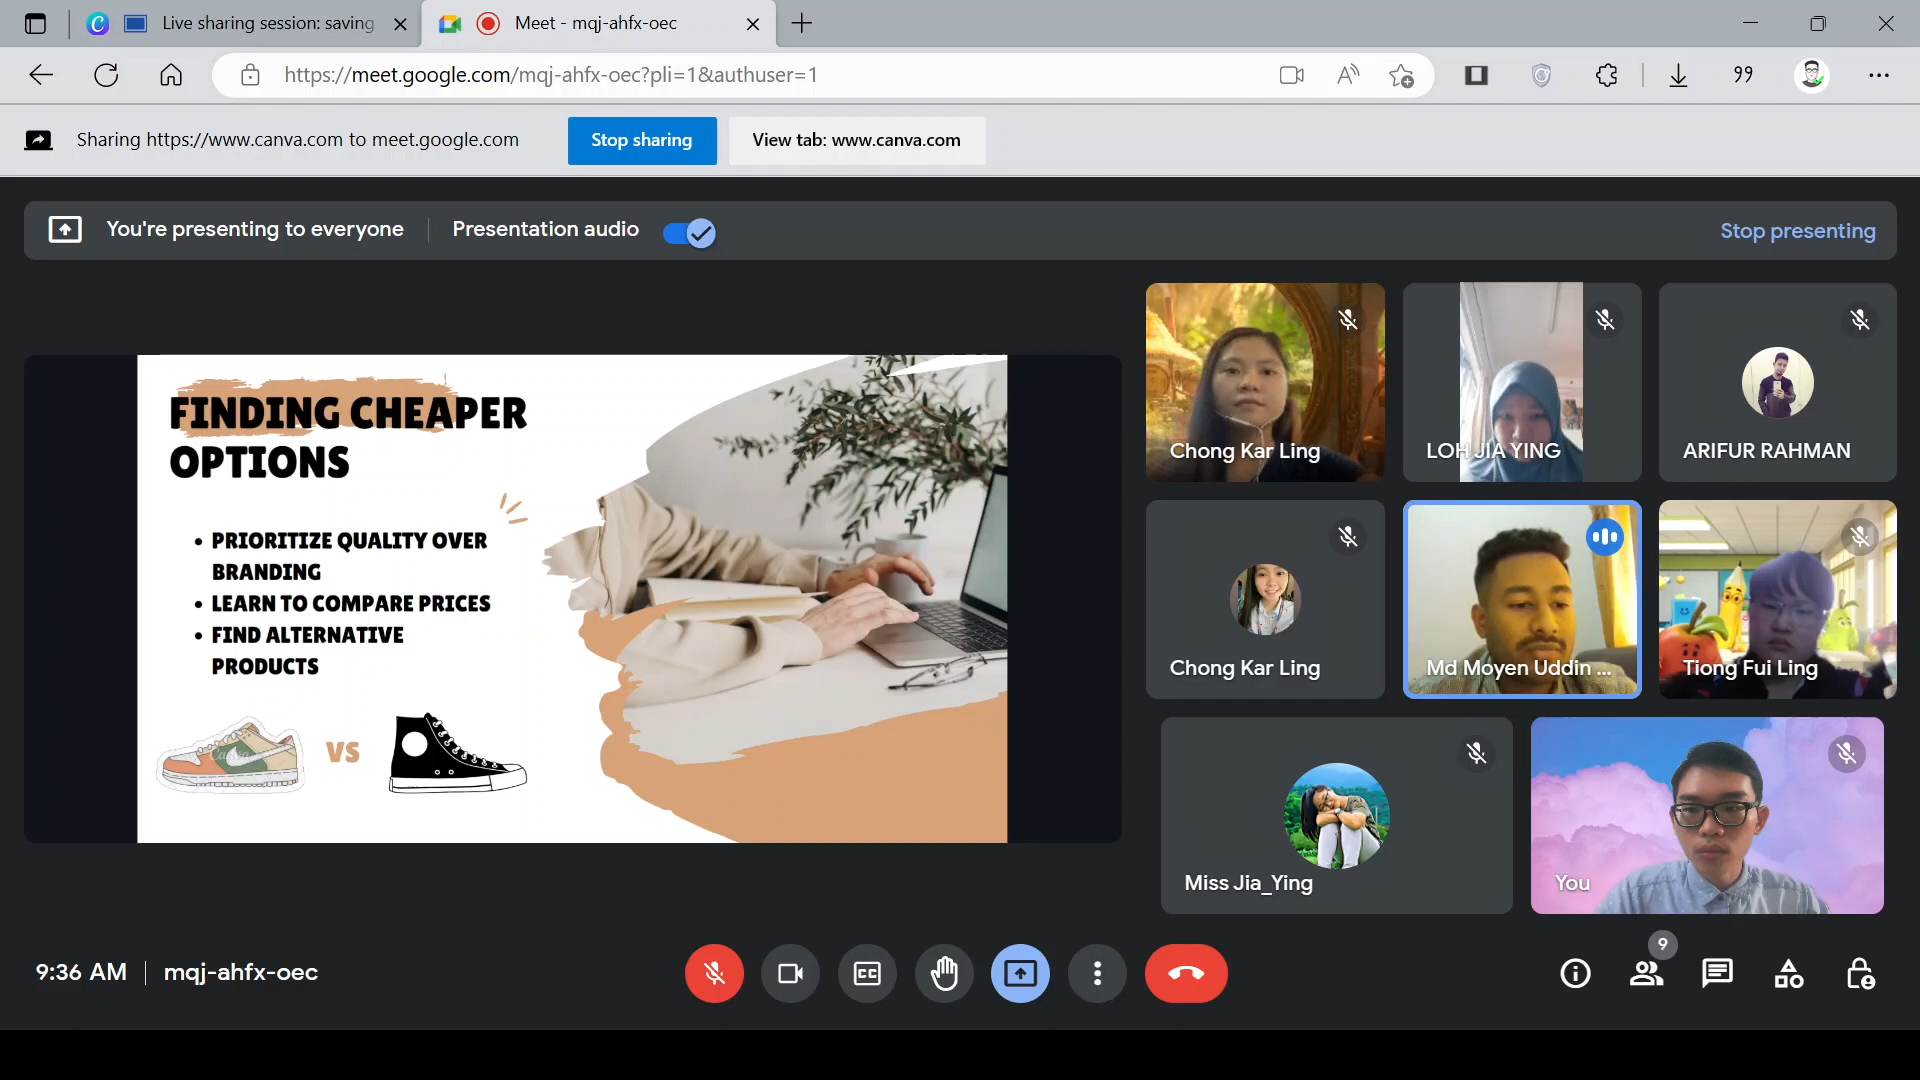 Live sharing session: saving
Meet - mqj-ahfx-oec
https://meet.google.com/mqj-ahfx-oec?pli=1&authuser=1
Sharing https://www.canva.com to meet.google.com
Stop sharing
View tab: www.canva.com
You're presenting to everyone
Presentation audio
Stop presenting
FINDING CHEAPER
OPTIONS
• PRIORITIZE QUALITY OVER
BRANDING
• LEARN TO COMPARE PRICES
• FIND ALTERNATIVE
PRODUCTS
Canva
VS
Chong Kar Ling
LOH JIA YING
ARIFUR RAHMAN
Chong Kar Ling
Md Moyen Uddin ...
Tiong Fui Ling
Miss Jia_Ying
You
9:36 AM
mqj-ahfx-oec
CC
9